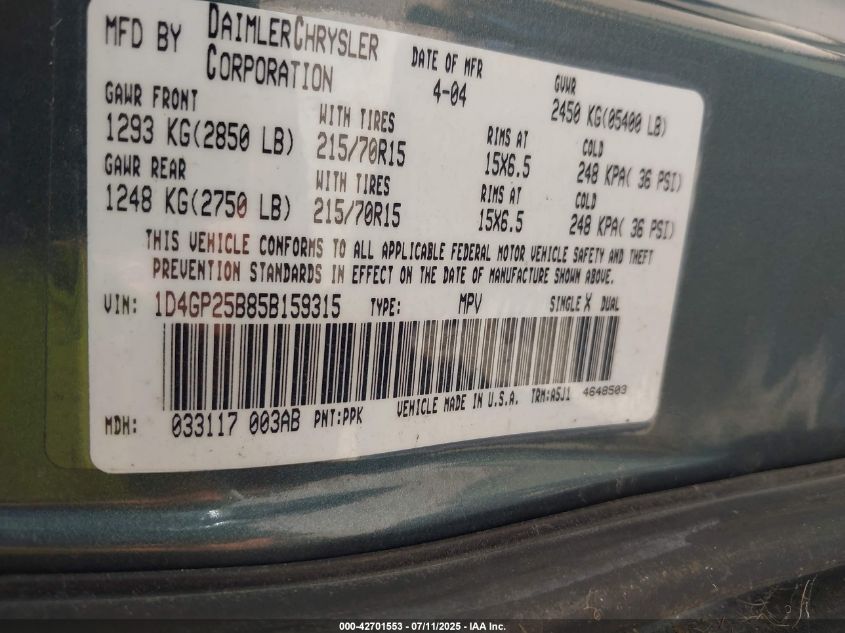 MFD BY DAIMLERCHRYSLER CORPORATION
DATE OF MFR 4-04
GVWR 2450 KG(05400 LB)
GAWR FRONT
1293 KG(2850 LB)
WITH TIRES
215/70R15
RIMS AT
15X6.5
COLD
248 KPA( 36 PSI)
GAWR REAR
1248 KG(2750 LB)
WITH TIRES
215/70R15
RIMS AT
15X6.5
COLD
248 KPA( 36 PSI)
THIS VEHICLE CONFORMS TO ALL APPLICABLE FEDERAL MOTOR VEHICLE SAFETY AND THEFT
PREVENTION STANDARDS IN EFFECT ON THE DATE OF MANUFACTURE SHOWN ABOVE.
VIN: 1D4GP25B85B159315 TYPE: MPV SINGLE X DUAL
MDH: 033117 003AB PNT:PPK VEHICLE MADE IN U.S.A. TRM:A5J1 4648503
000-42701553 - 07/11/2025 - IAA Inc.